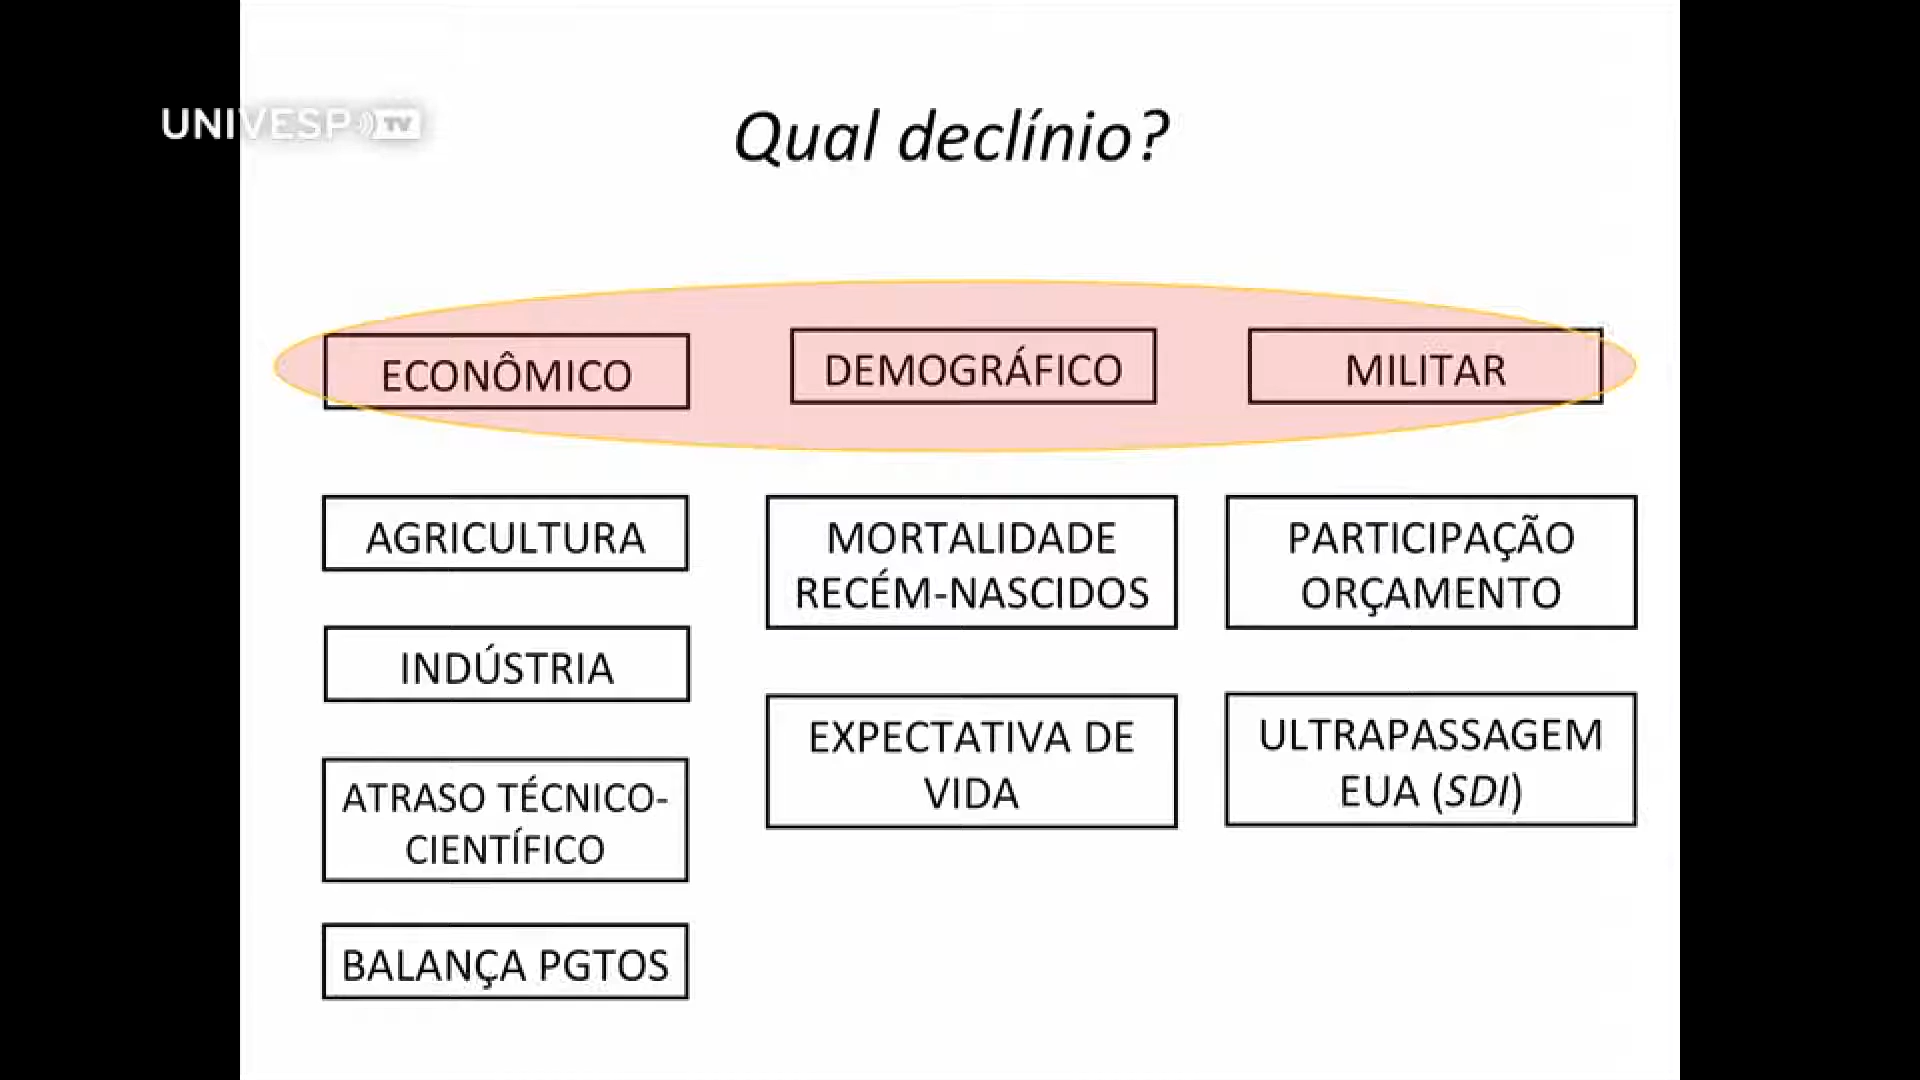 UNIVESP TV
Qual declínio?
ECONÔMICO
DEMOGRÁFICO
MILITAR
AGRICULTURA
INDÚSTRIA
ATRASO TÉCNICO-
CIENTÍFICO
BALANÇA PGTOS
MORTALIDADE
RECÉM-NASCIDOS
EXPECTATIVA DE
VIDA
PARTICIPAÇÃO
ORÇAMENTO
ULTRAPASSAGEM
EUA (SDI)